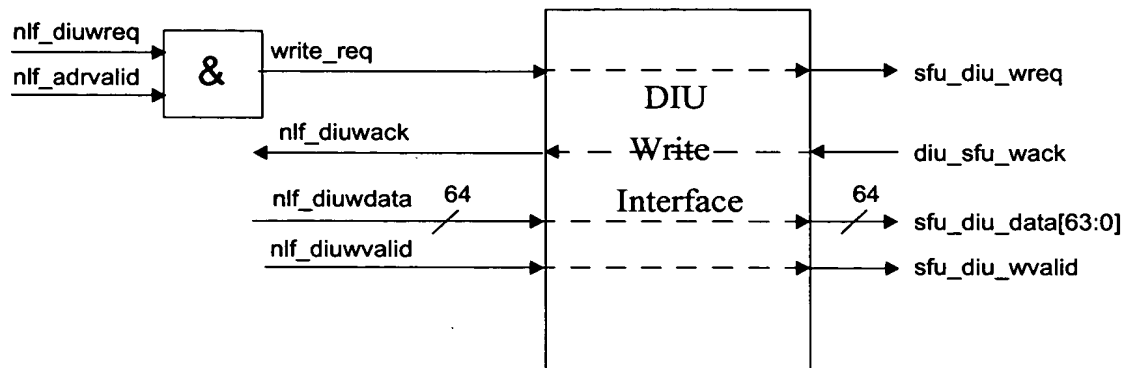 nlf_diuwreq
nlf_adrvalid
&
write_req
DIU
Write
Interface
sfu_diu_wreq
nlf_diuwack
diu_sfu_wack
nlf_diuwdata
64
64
sfu_diu_data[63:0]
nlf_diuwvalid
sfu_diu_wvalid